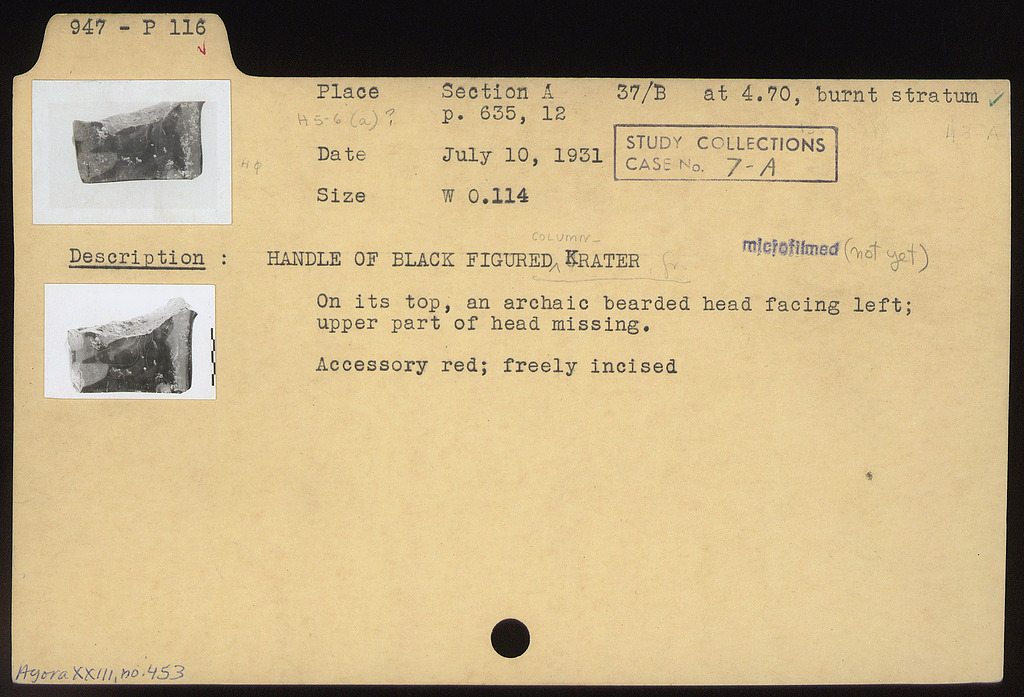 947 - P 116
Place Section A 37/B at 4.70, burnt stratum
H 5-6 (a) ? p. 635, 12
43 A
Date July 10, 1931
STUDY COLLECTIONS
CASE No. 7-A
Size W 0.114
COLUMN-
microfilmed (not yet)
Description : HANDLE OF BLACK FIGURED KRATER fr.
On its top, an archaic bearded head facing left;
upper part of head missing.
Accessory red; freely incised
Agora XXIII, no. 453